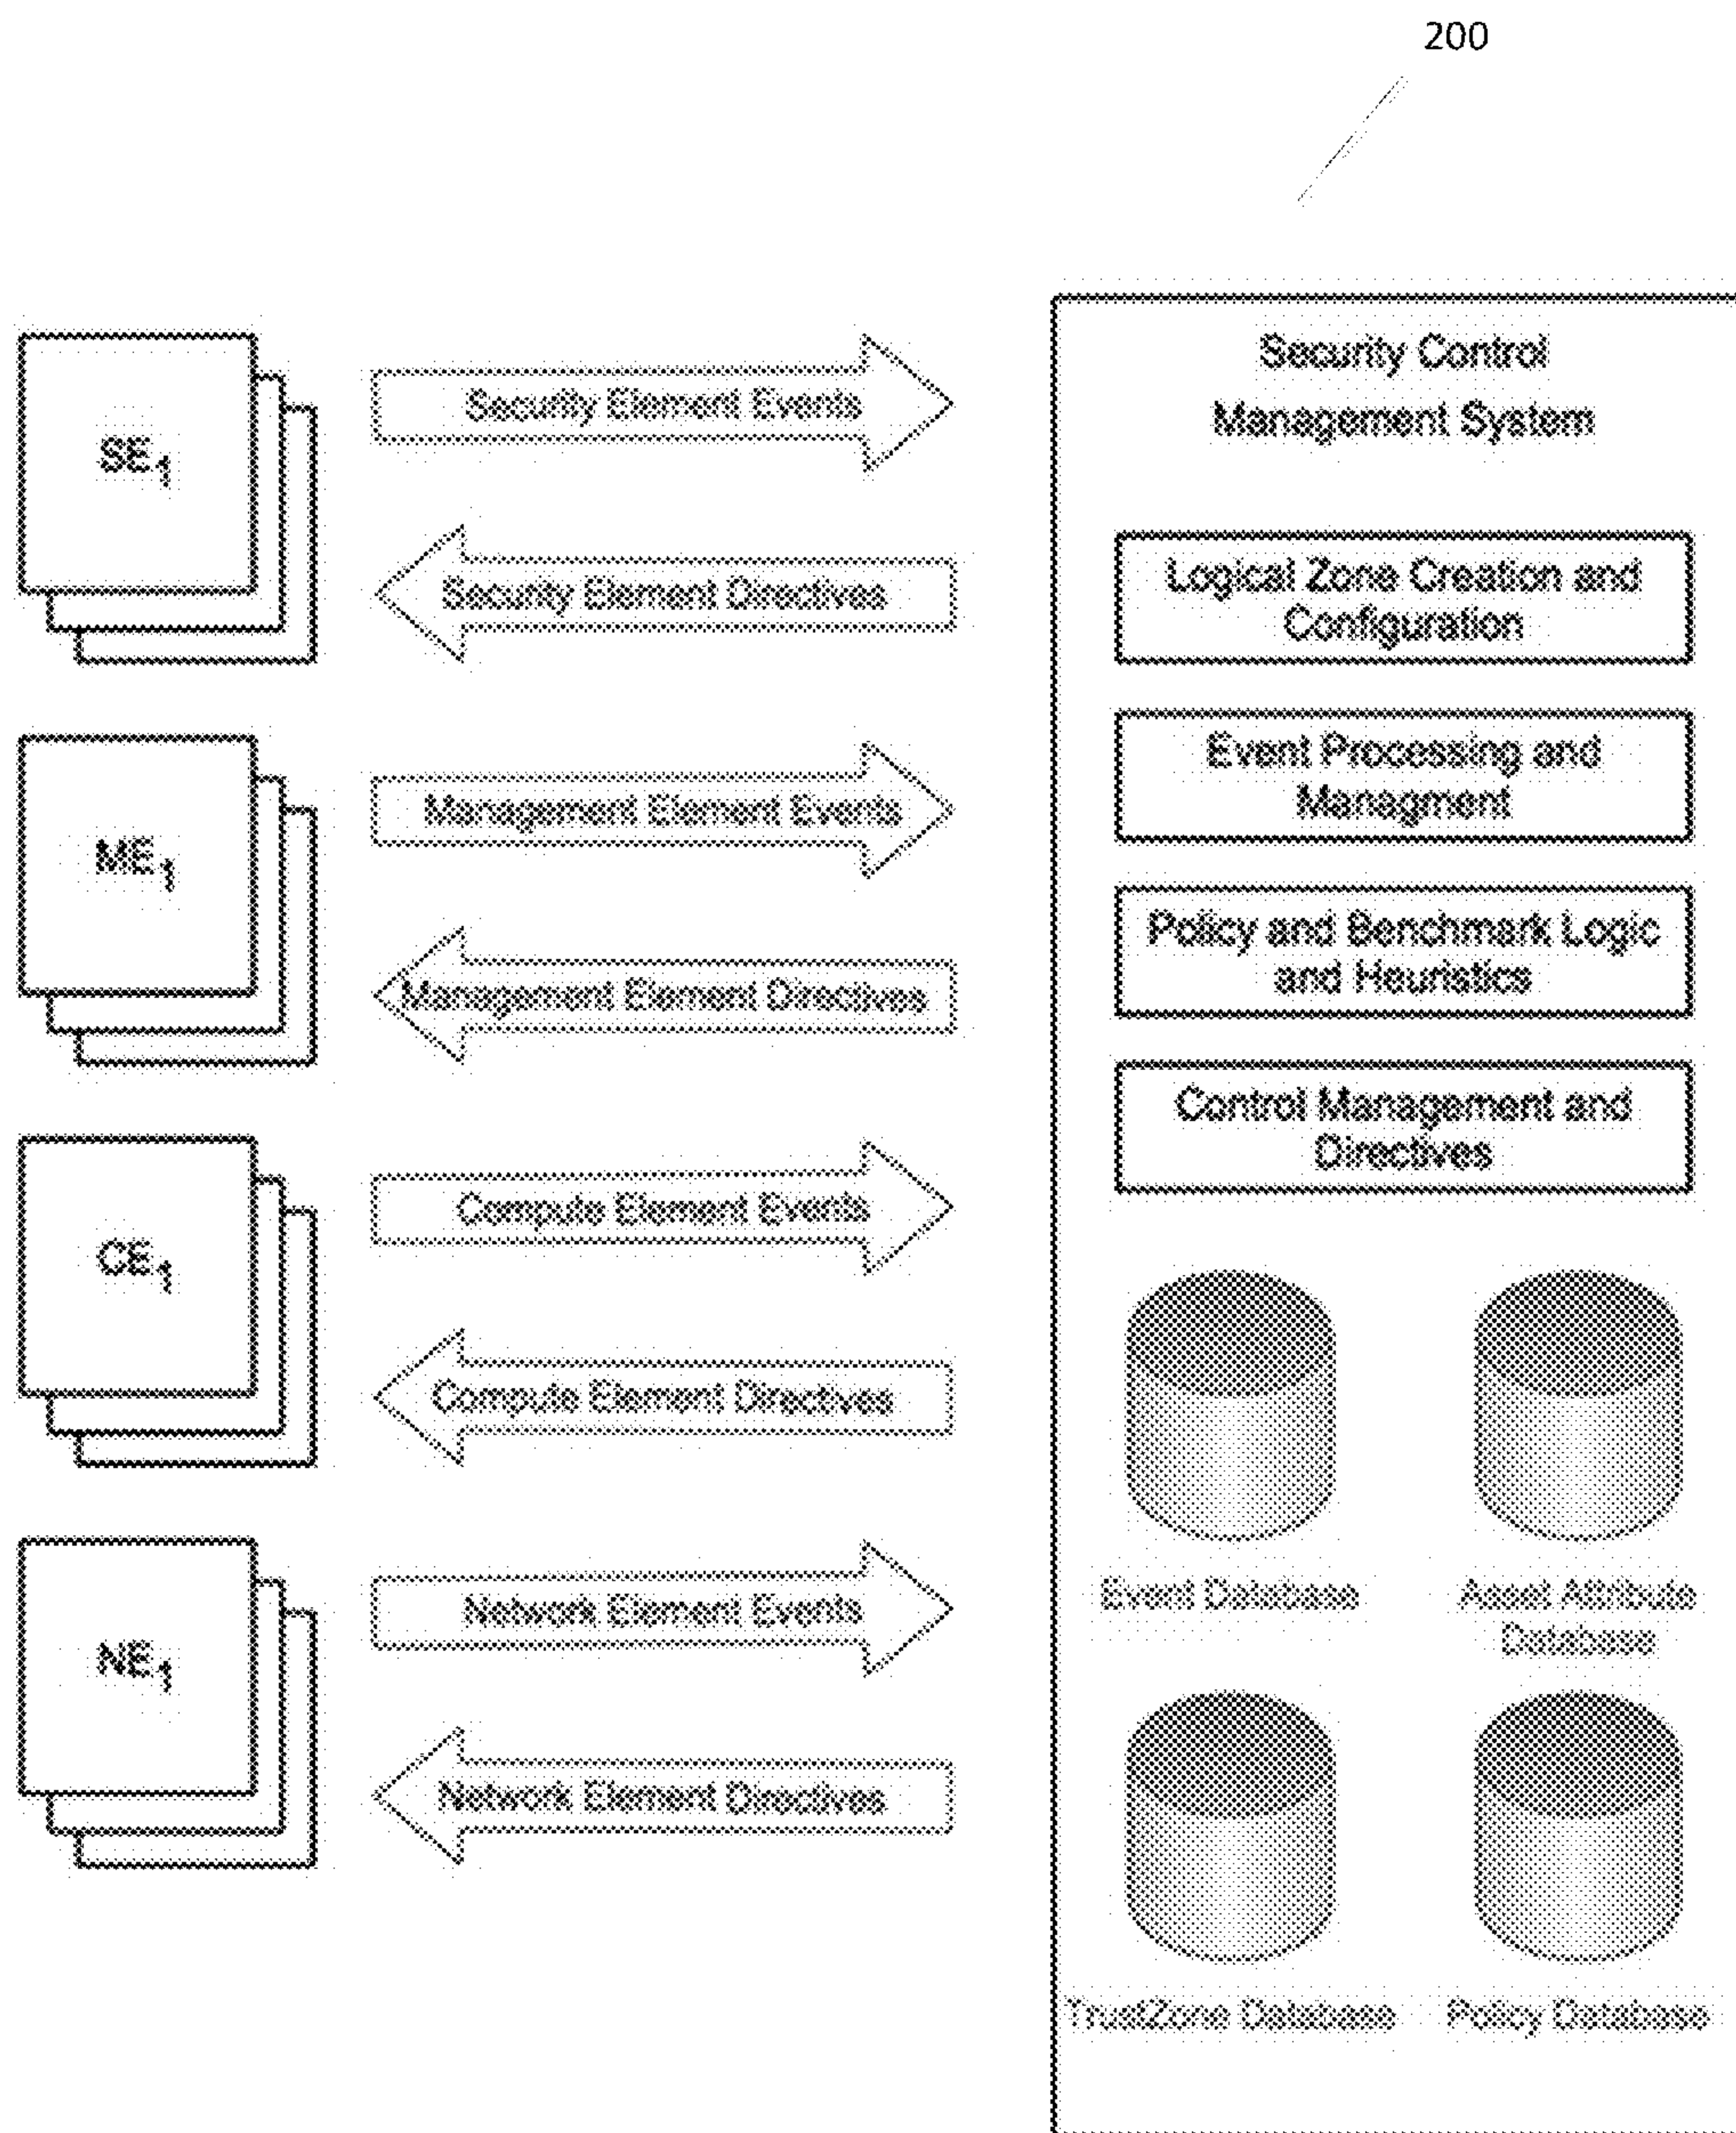 200
SE1
Security Element Events
Security Element Directives
ME1
Management Element Events
Management Element Directives
CE1
Compute Element Events
Compute Element Directives
NE1
Network Element Events
Network Element Directives
Security Control
Management System
Logical Zone Creation and
Configuration
Event Processing and
Managment
Policy and Benchmark Logic
and Heuristics
Control Management and
Directives
Event Database
Asset Attribute
Database
TrustZone Database
Policy Database